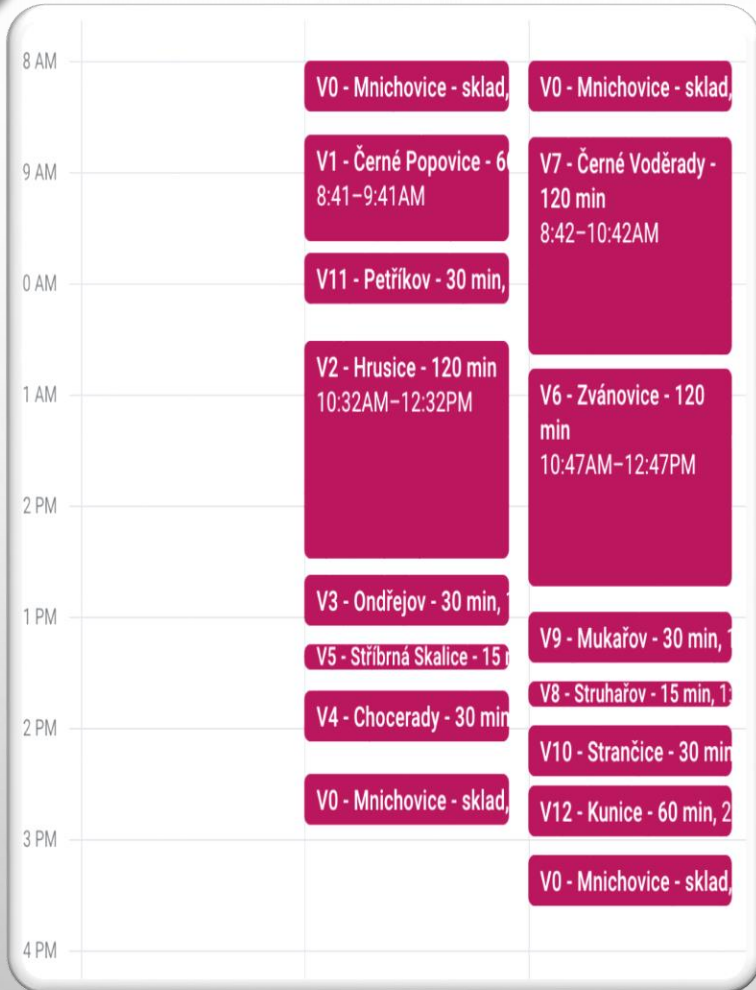 8 AM
9 AM
0 AM
1 AM
2 PM
1 PM
2 PM
3 PM
4 PM
V0 - Mnichovice - sklad,
V1 - Černé Popovice - 60
8:41–9:41AM
V11 - Petříkov - 30 min,
V2 - Hrusice - 120 min
10:32AM–12:32PM
V3 - Ondřejov - 30 min,
V5 - Stříbrná Skalice - 15
V4 - Chocerady - 30 min
V0 - Mnichovice - sklad,
V0 - Mnichovice - sklad,
V7 - Černé Voděrady -
120 min
8:42–10:42AM
V6 - Zvánovice - 120
min
10:47AM–12:47PM
V9 - Mukařov - 30 min, 1
V8 - Struhařov - 15 min, 1:
V10 - Strančice - 30 min
V12 - Kunice - 60 min, 2
V0 - Mnichovice - sklad,